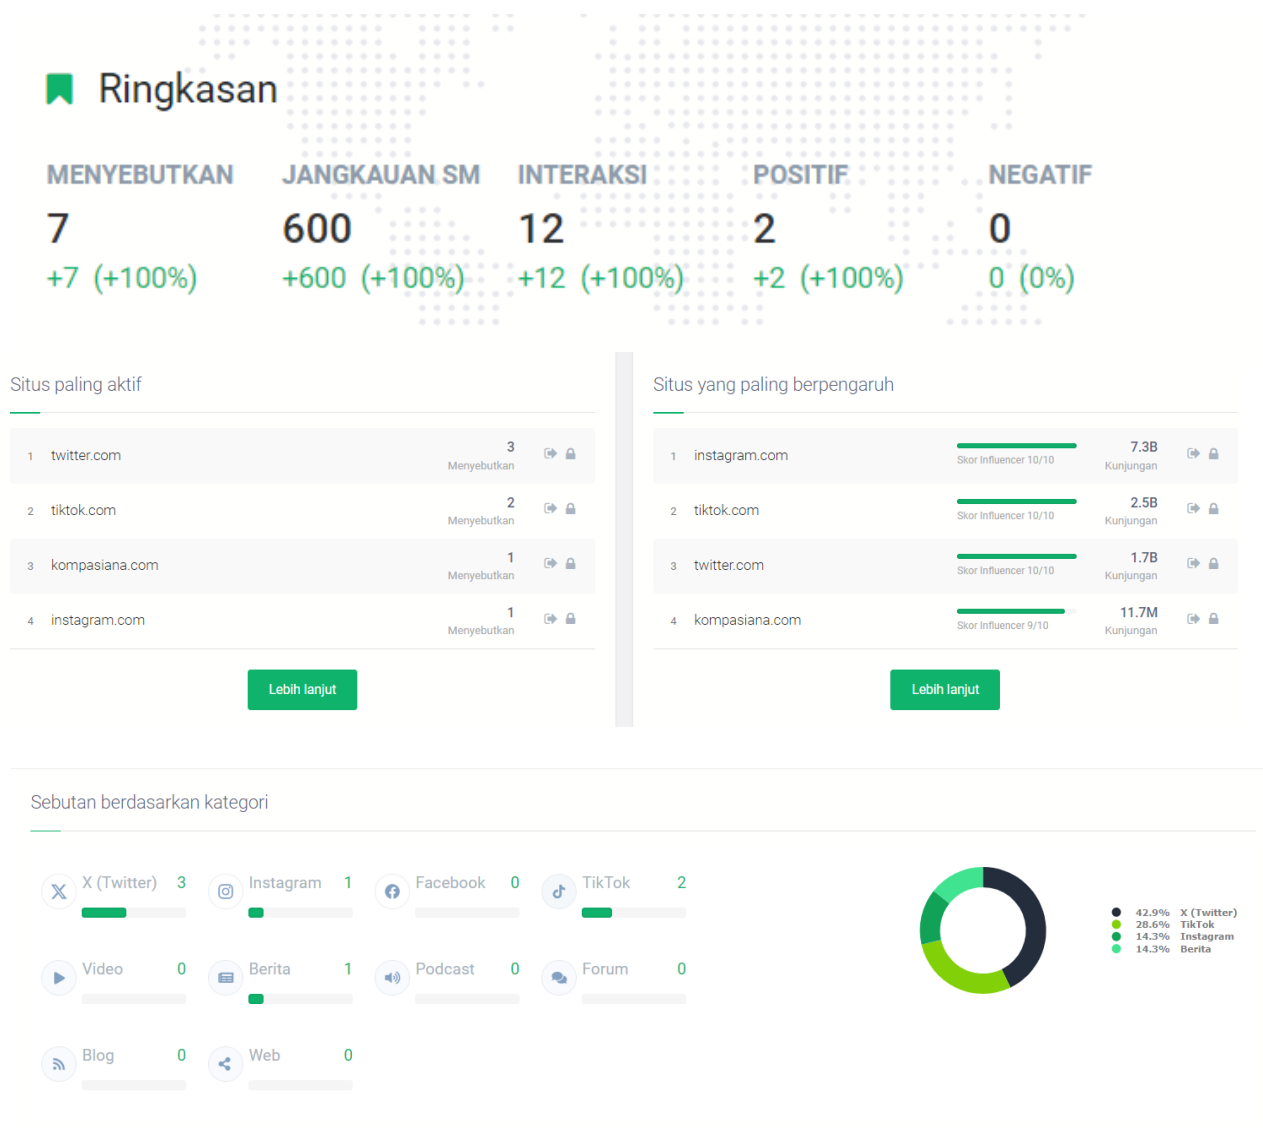 Ringkasan
MENYEBUTKAN JANGKAUAN SM INTERAKSI POSITIF NEGATIF
7 600 12 2 0
+7 (+100%) +600 (+100%) +12 (+100%) +2 (+100%) 0 (0%)
Situs paling aktif
1 twitter.com 3 Menyebutkan
2 tiktok.com 2 Menyebutkan
3 kompasiana.com 1 Menyebutkan
4 instagram.com 1 Menyebutkan
Lebih lanjut
Situs yang paling berpengaruh
1 instagram.com Skor Influencer 10/10 7.3B Kunjungan
2 tiktok.com Skor Influencer 10/10 2.5B Kunjungan
3 twitter.com Skor Influencer 10/10 1.7B Kunjungan
4 kompasiana.com Skor Influencer 9/10 11.7M Kunjungan
Lebih lanjut
Sebutan berdasarkan kategori
X (Twitter) 3 Instagram 1 Facebook 0 TikTok 2
Video 0 Berita 1 Podcast 0 Forum 0
Blog 0 Web 0
42.9% X (Twitter)
28.6% TikTok
14.3% Instagram
14.3% Berita